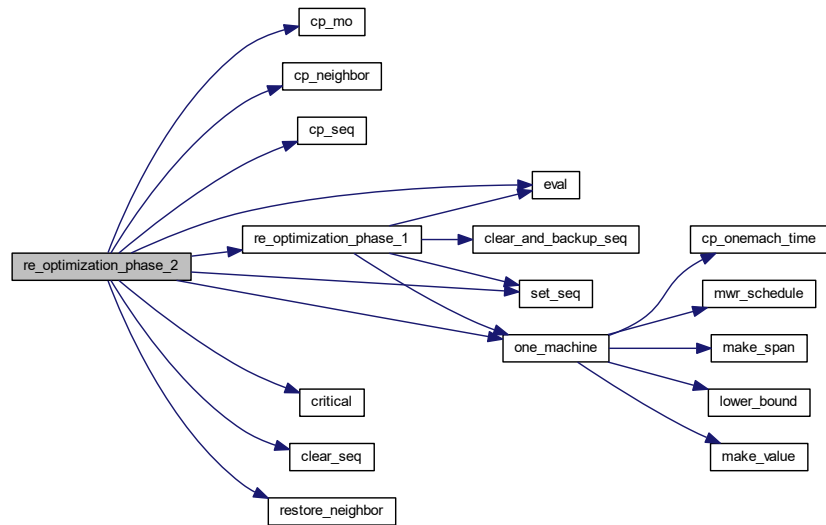 cp_mo
cp_neighbor
cp_seq
eval
re_optimization_phase_1
clear_and_backup_seq
cp_onemach_time
re_optimization_phase_2
set_seq
mwr_schedule
one_machine
make_span
critical
lower_bound
clear_seq
make_value
restore_neighbor